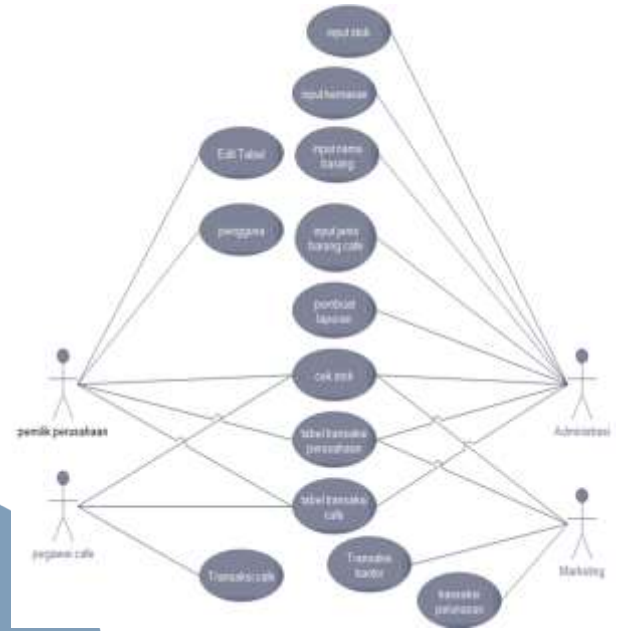 input stok
input kemasan
Edit Tabel
input nama
barang
pengguna
input jenis
barang cafe
pembuat
laporan
cek stok
pemilik perusahaan
Administrasi
tabel transaksi
perusahaan
tabel transaksi
cafe
pegawai cafe
Marketing
Transaksi cafe
Transaksi
kantor
transaksi
pelunasan